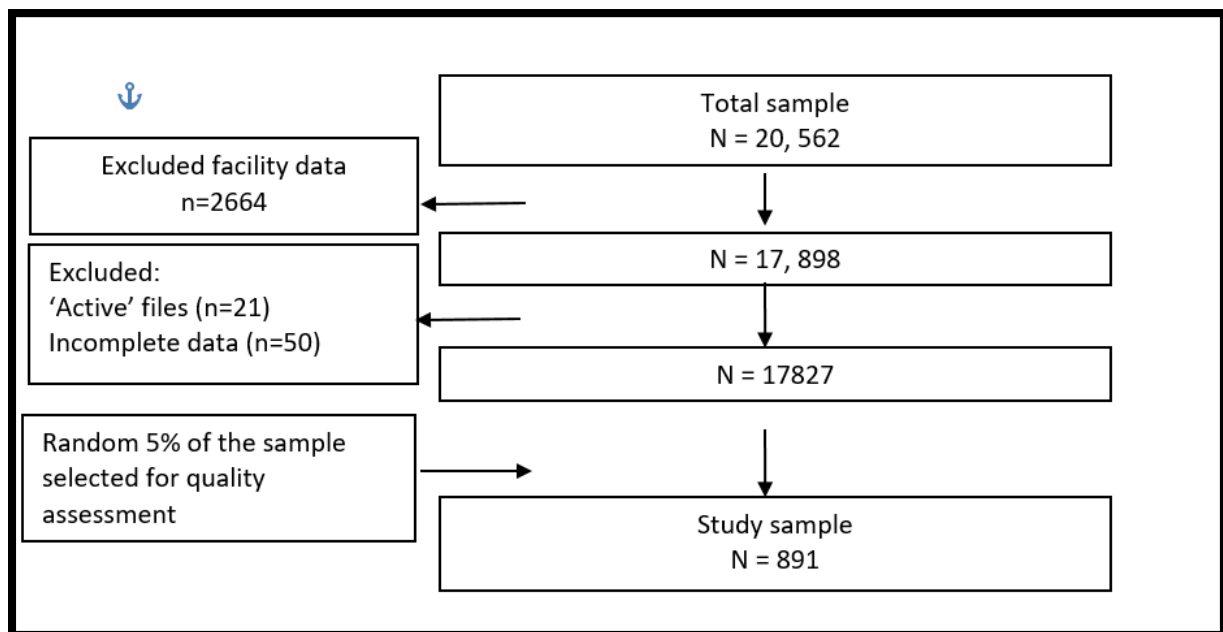 Total sample
N = 20, 562
Excluded facility data
n=2664
N = 17, 898
Excluded:
‘Active’ files (n=21)
Incomplete data (n=50)
N = 17827
Random 5% of the sample
selected for quality
assessment
Study sample
N = 891